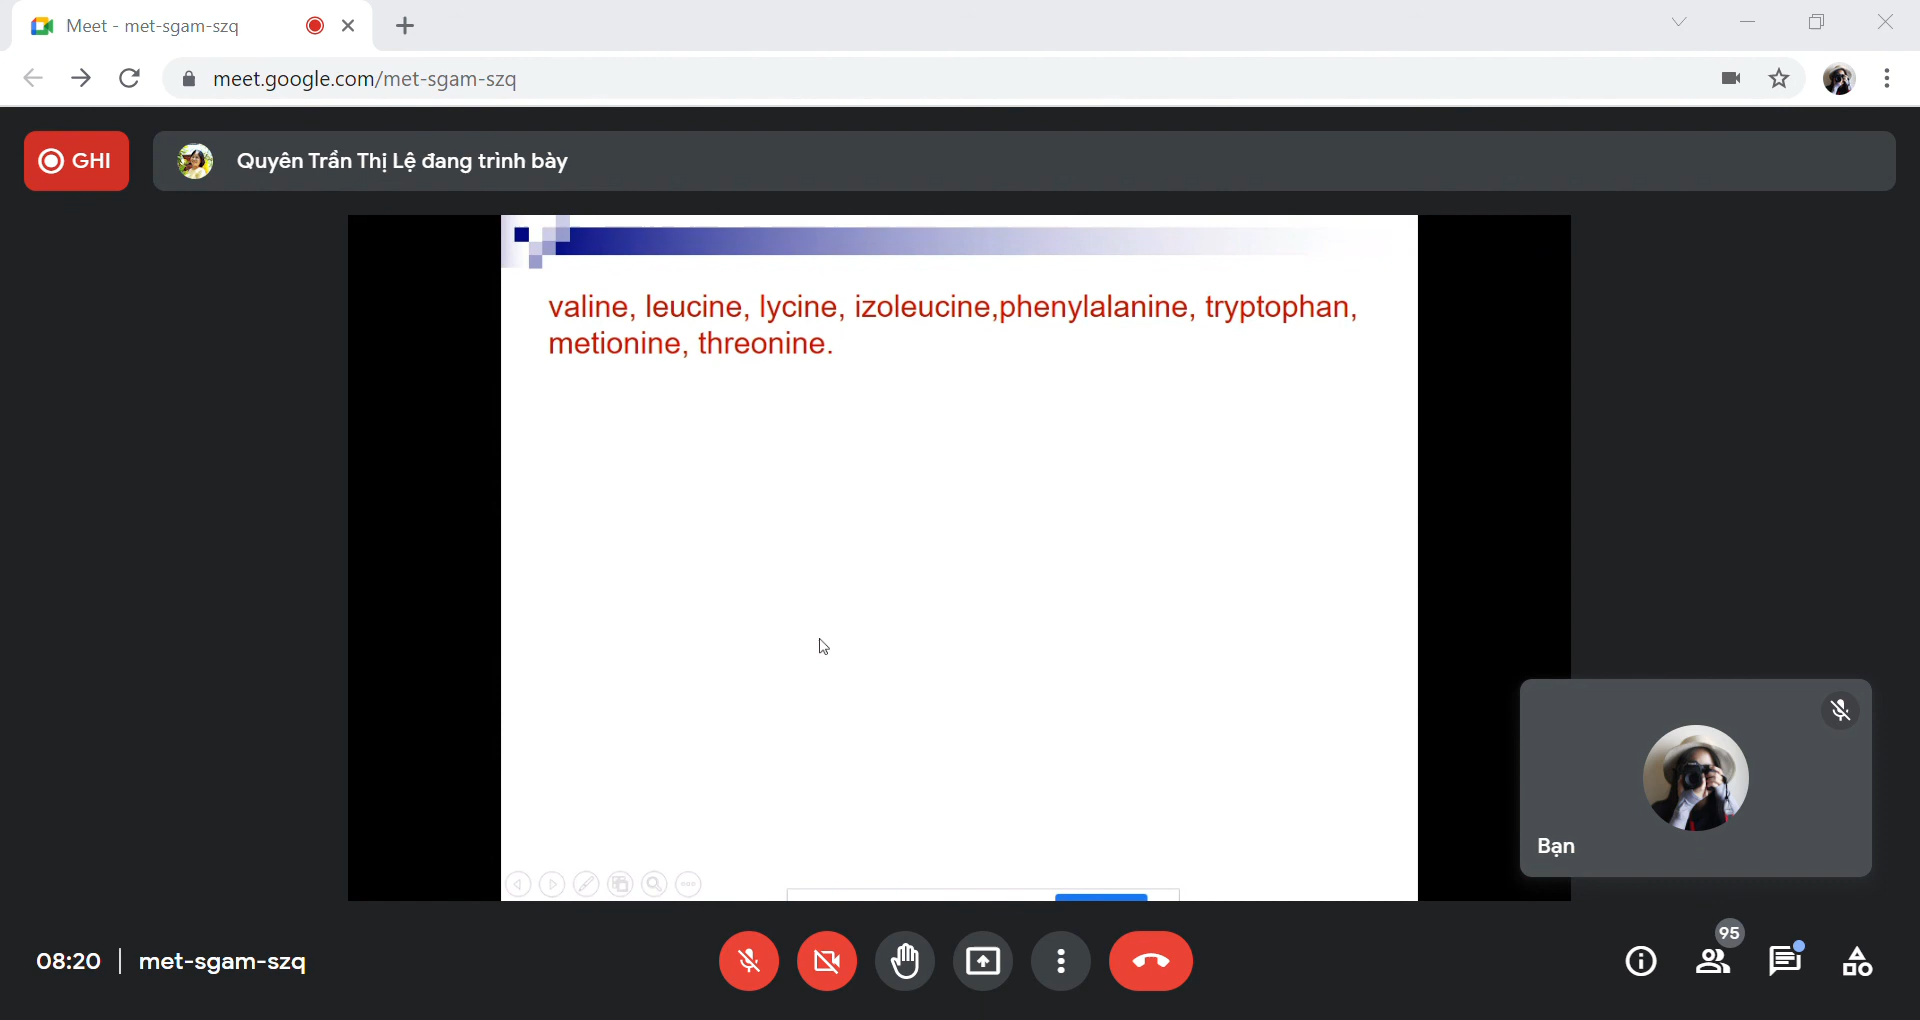 Meet - met-sgam-szq
meet.google.com/met-sgam-szq
GHI
Quyên Trần Thị Lệ đang trình bày
valine, leucine, lycine, izoleucine,phenylalanine, tryptophan,
metionine, threonine.
Bạn
08:20 | met-sgam-szq
95